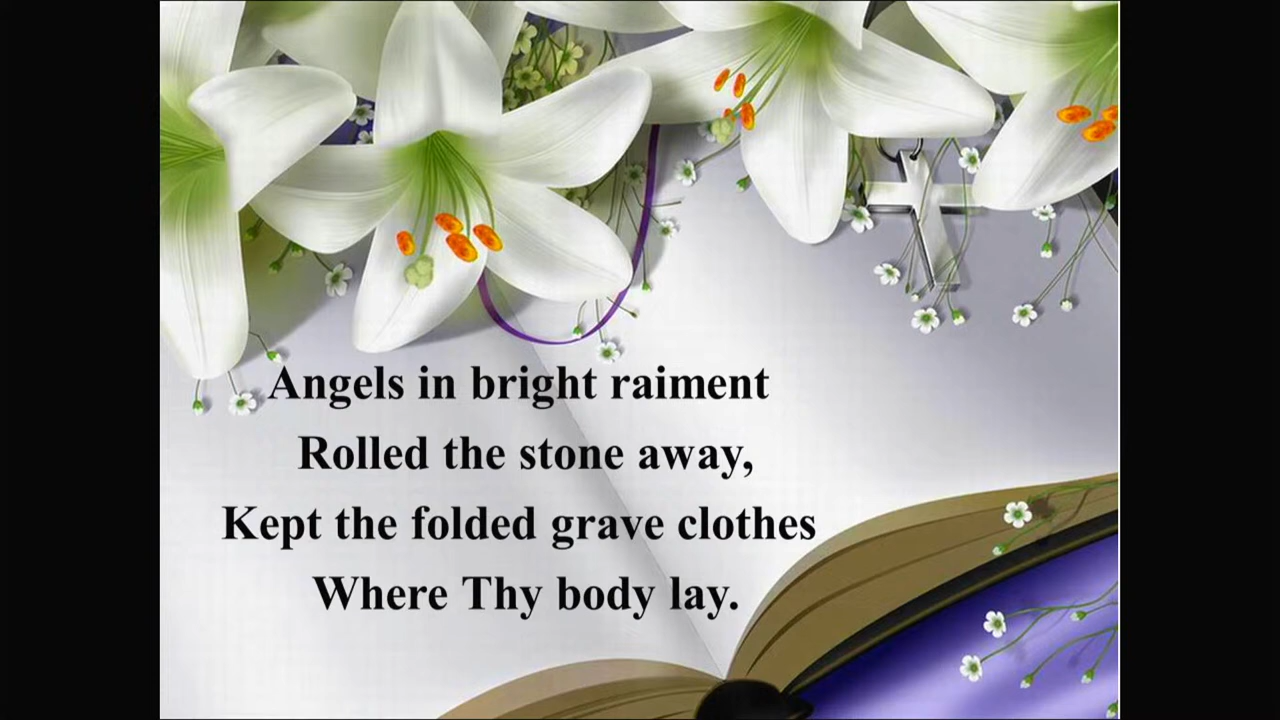 Angels in bright raiment
Rolled the stone away,
Kept the folded grave clothes
Where Thy body lay.